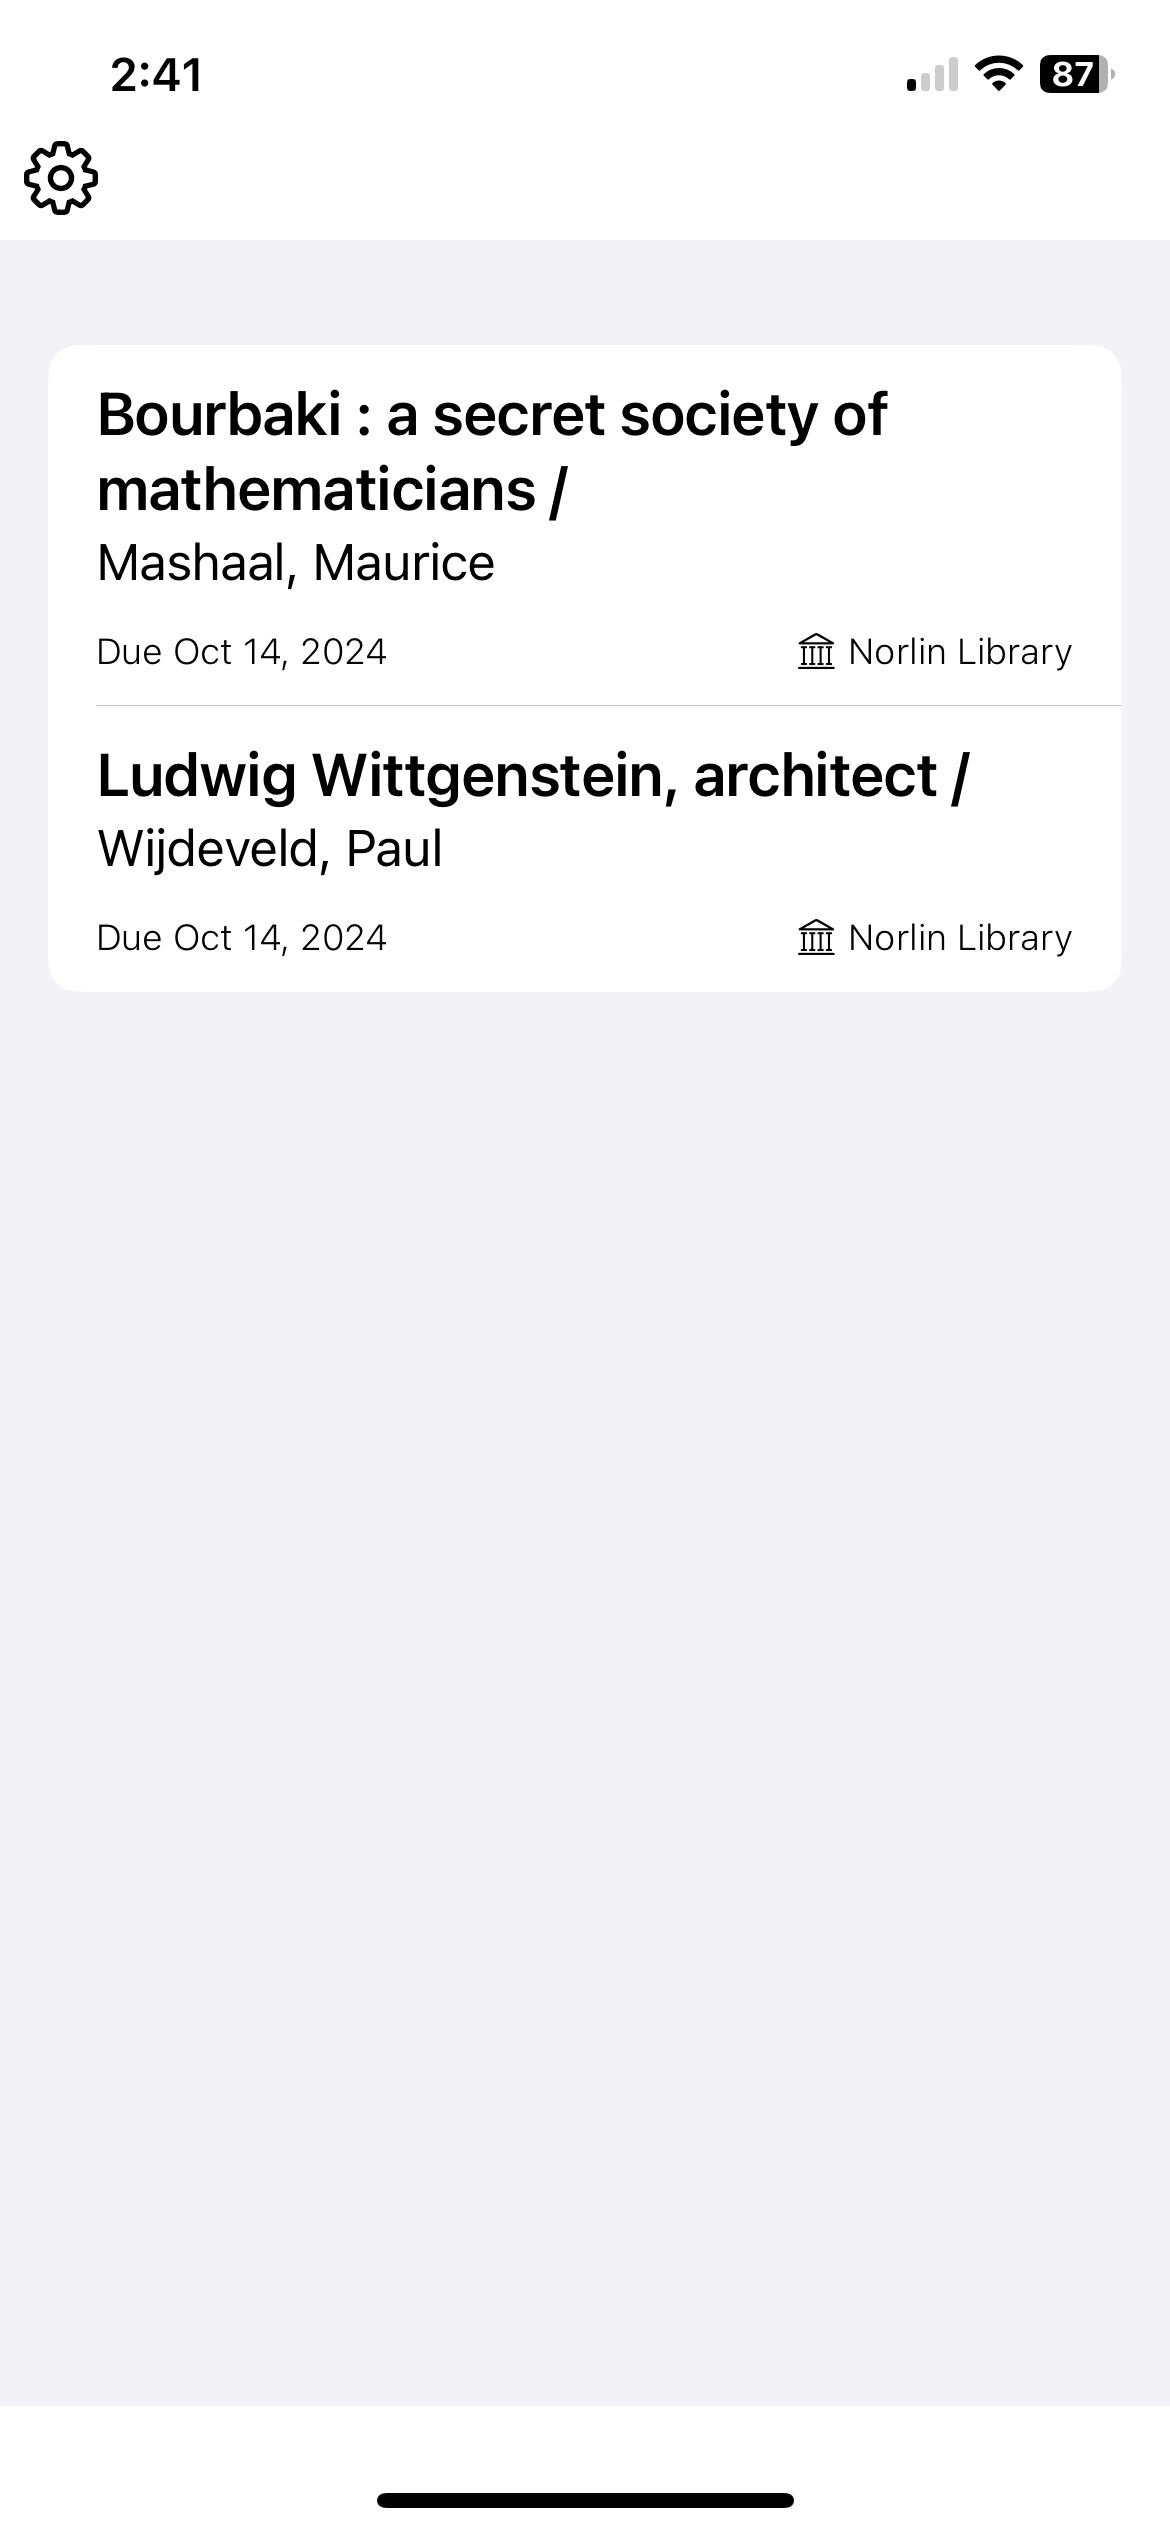 2:41
87
Bourbaki : a secret society of
mathematicians /
Mashaal, Maurice
Due Oct 14, 2024 Norlin Library
Ludwig Wittgenstein, architect /
Wijdeveld, Paul
Due Oct 14, 2024 Norlin Library